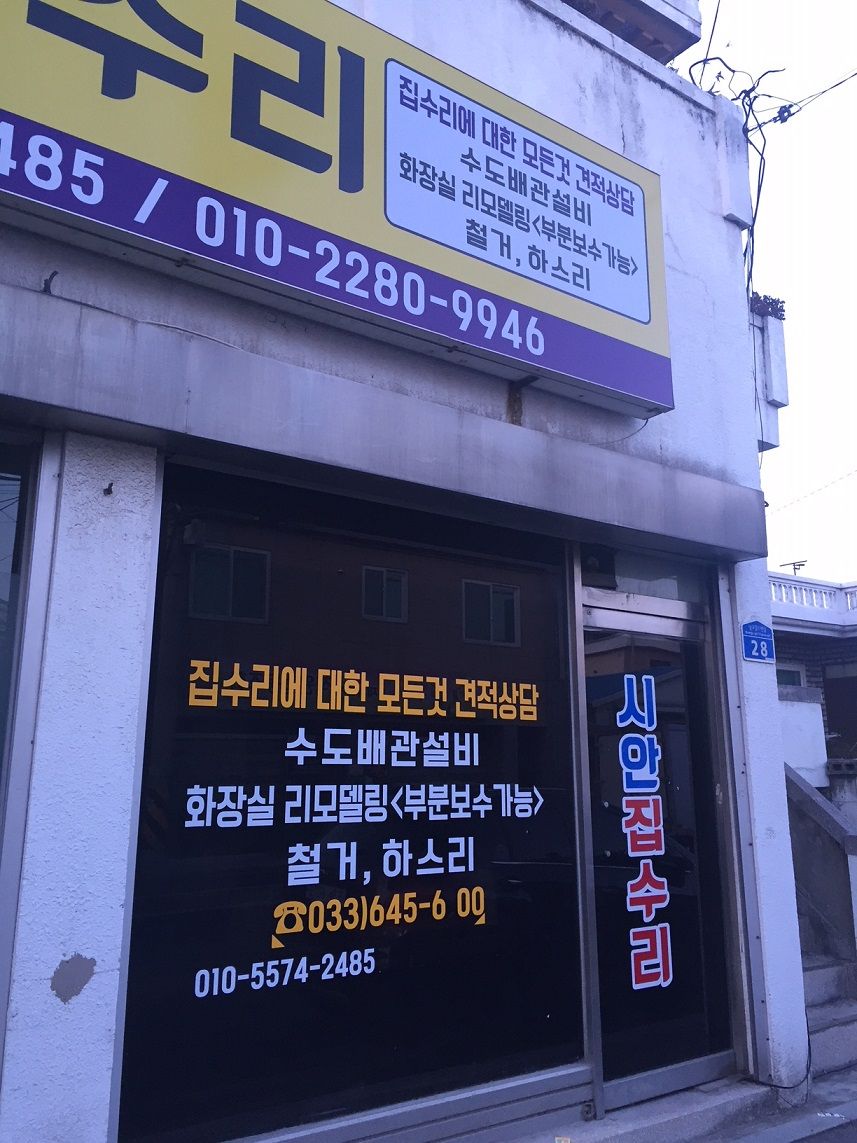 수리
485 / 010-2280-9946
집수리에 대한 모든것 견적상담
수도배관설비
화장실 리모델링<부분보수가능>
철거, 하스리
집수리에 대한 모든것 견적상담
수도배관설비
화장실 리모델링<부분보수가능>
철거, 하스리
☎033)645-6 00
010-5574-2485
시안집수리
28